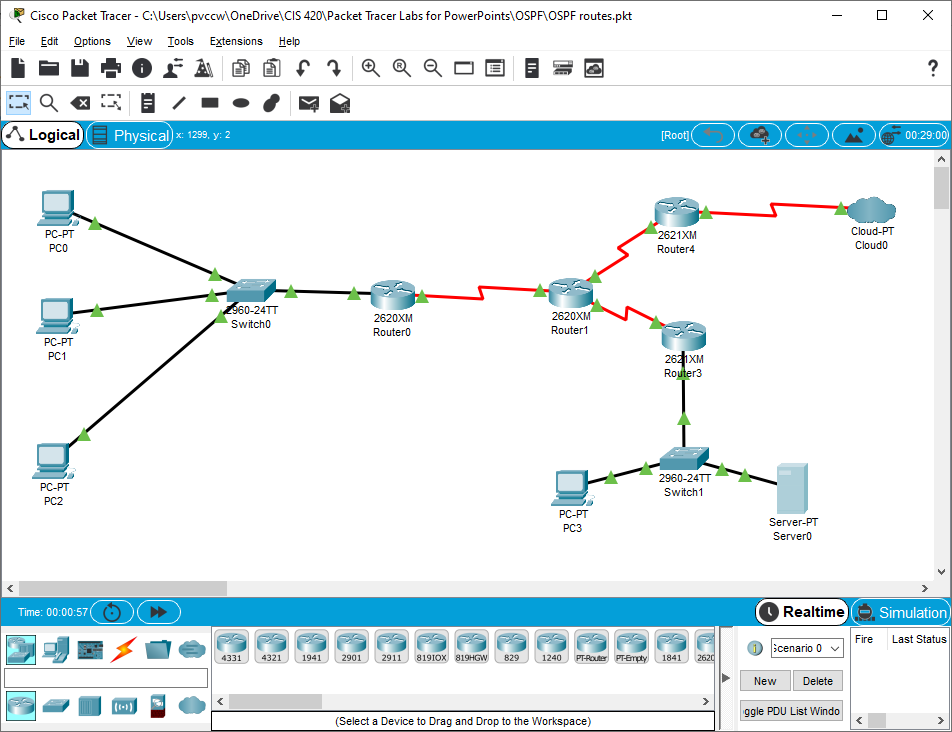 Cisco Packet Tracer - C:\Users\pvccw\OneDrive\CIS 420\Packet Tracer Labs for PowerPoints\OSPF\OSPF routes.pkt
File Edit Options View Tools Extensions Help
?
Logical Physical x: 1299, y: 2 [Root] 00:29:00
PC-PT
PC0
PC-PT
PC1
PC-PT
PC2
2960-24TT
Switch0
2620XM
Router0
2620XM
Router1
2621XM
Router4
Cloud-PT
Cloud0
2621XM
Router3
2960-24TT
Switch1
PC-PT
PC3
Server-PT
Server0
Time: 00:00:57 Realtime Simulation
4331 4321 1941 2901 2911 819IOX 819HGW 829 1240 PT-Router PT-Empty 1841 2620
(Select a Device to Drag and Drop to the Workspace)
Scenario 0
New Delete
ggle PDU List Windo
Fire Last Status